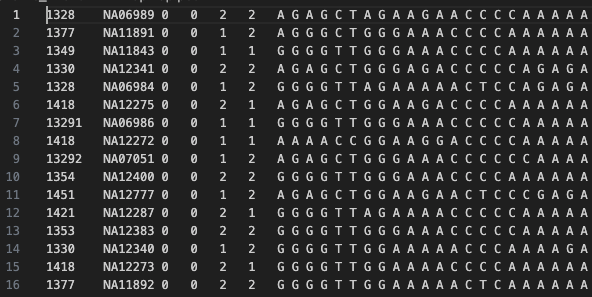 1 1328 NA06989 0 0 2 2 A G A G C T A G A A G A A C C C C A A A A A
2 1377 NA11891 0 1 2 A G A G C T G G G A A A C C C C C A A A A A
3 1349 NA11843 0 1 1 G G G G T T G G G A A A C C C C A A A A A A
4 1330 NA12341 0 2 2 A G A G C T G G G A G A C C C C C A G A G A
5 1328 NA06984 0 1 2 G G G G T T A G A A A A A C T C C A G A G A
6 1418 NA12275 0 2 1 A G A G C T G G A A G A C C C C A A A A A A
7 13291 NA06986 0 0 1 1 G G G G T T G G G A A A C C C C A A A A A A
8 1418 NA12272 0 0 1 1 A A A A C C G G A A G G A C C C C C A A A A
9 13292 NA07051 0 0 1 2 A G A G C T G G G A A A C C C C C C A A A A
10 1354 NA12400 0 0 2 2 G G G G T T G G G A A A C C C C C A A A A A
11 1451 NA12777 0 0 1 2 A G A G C T G G A A G A A C T C C C G A G A
12 1421 NA12287 0 0 2 1 G G G G T T A G A A A A C C C C C A A A A A
13 1353 NA12383 0 0 2 2 G G G G T T G G G A A A C C C C C A A A A A
14 1330 NA12340 0 0 1 2 G G G G T T G G A A A A A C C C A A A A G A
15 1418 NA12273 0 0 2 1 G G G G T T G G A A A A A C C C C A A A A A
16 1377 NA11892 0 0 2 2 G G G G T T G G A A A A A C T C A A A A A A